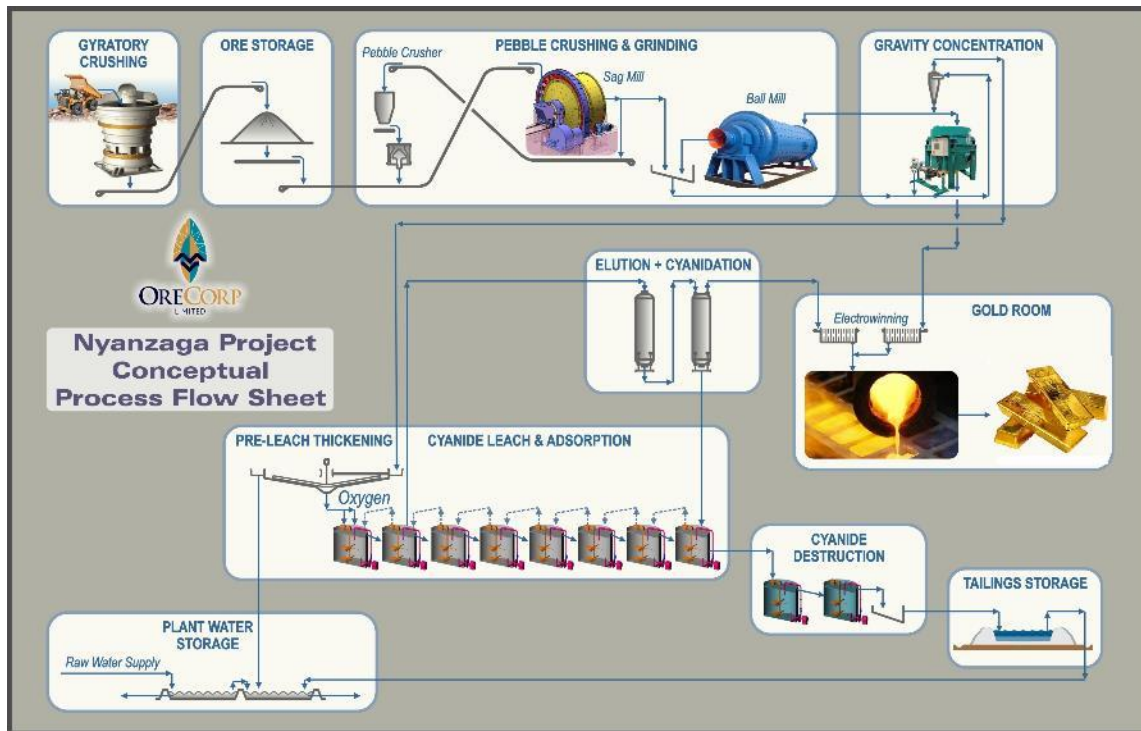 GYRATORY
CRUSHING
ORE STORAGE
PEBBLE CRUSHING & GRINDING
Pebble Crusher
Sag Mill
Ball Mill
GRAVITY CONCENTRATION
ORECORP
LIMITED
Nyanzaga Project
Conceptual
Process Flow Sheet
ELUTION + CYANIDATION
GOLD ROOM
Electrowinning
PRE-LEACH THICKENING
CYANIDE LEACH & ADSORPTION
Oxygen
CYANIDE
DESTRUCTION
TAILINGS STORAGE
PLANT WATER
STORAGE
Raw Water Supply